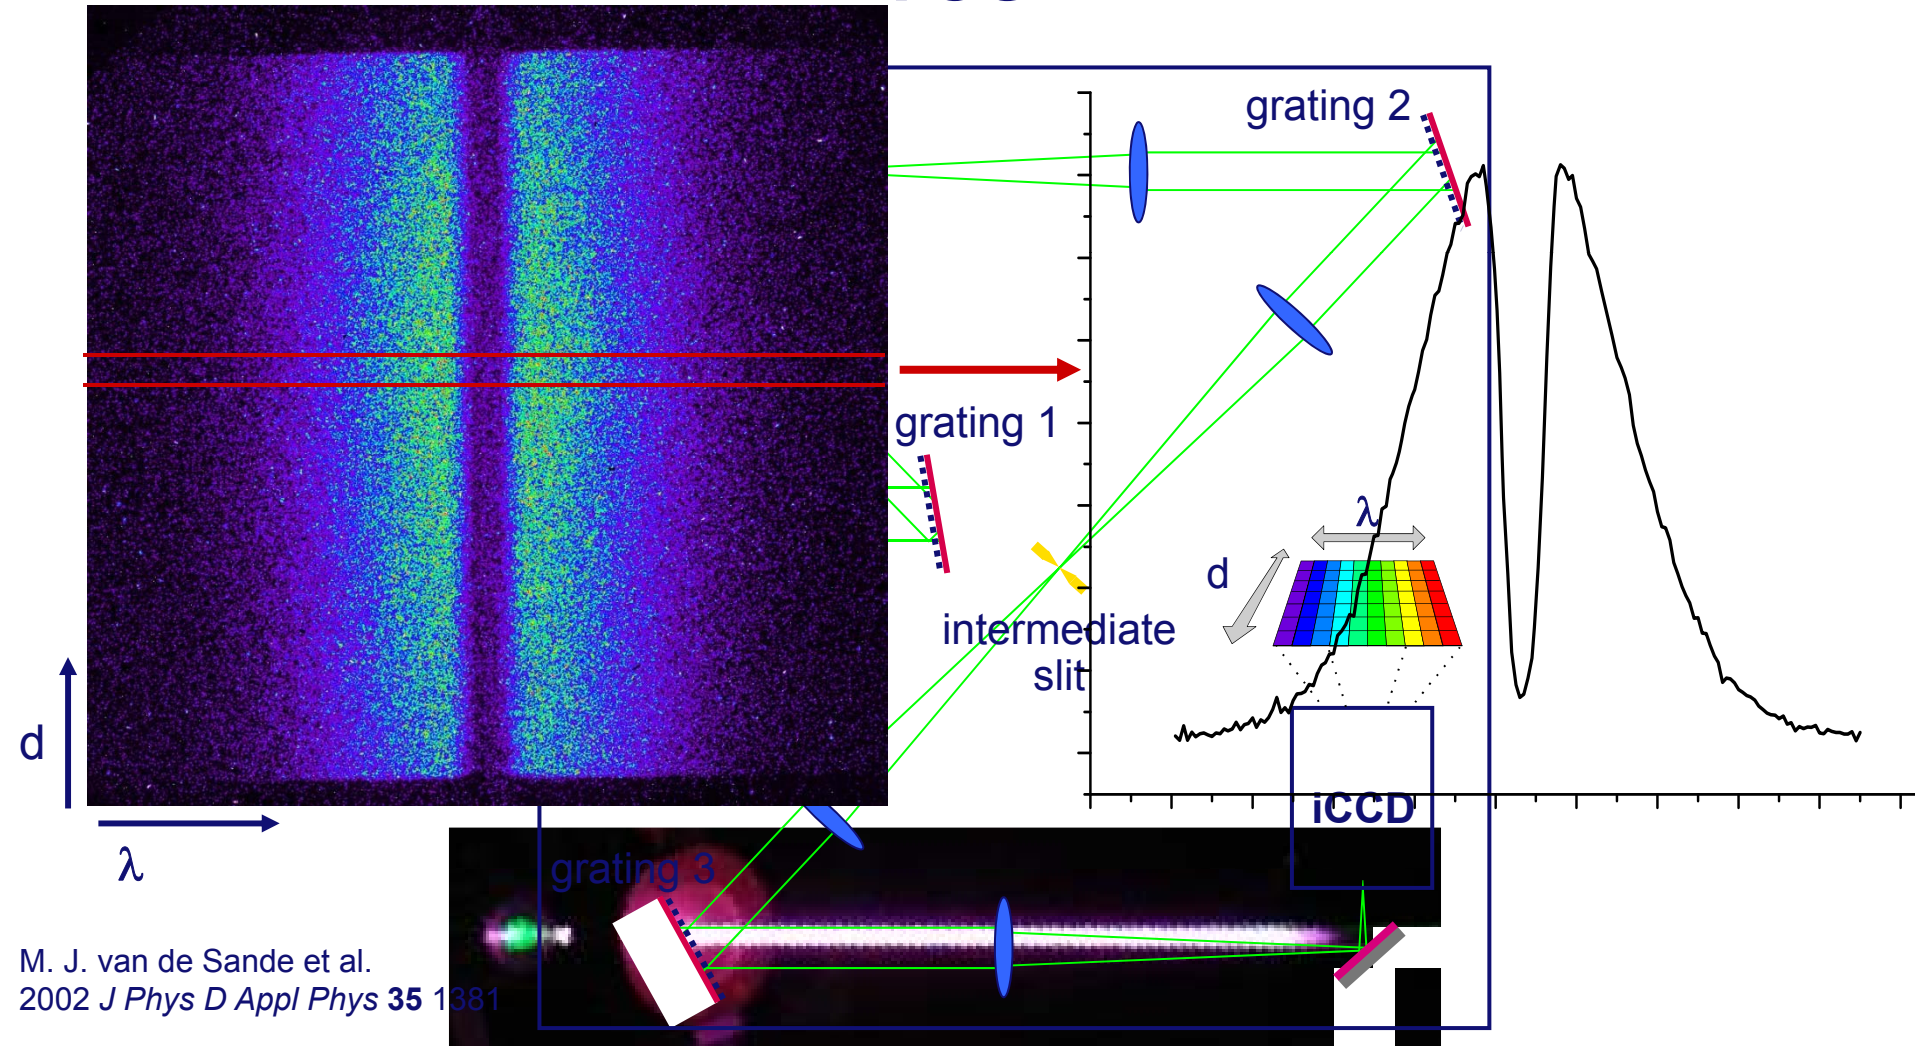 grating 2
grating 1
λ
d
intermediate
slit
d
iCCD
λ
grating 3
M. J. van de Sande et al.
2002 J Phys D Appl Phys 35 1381